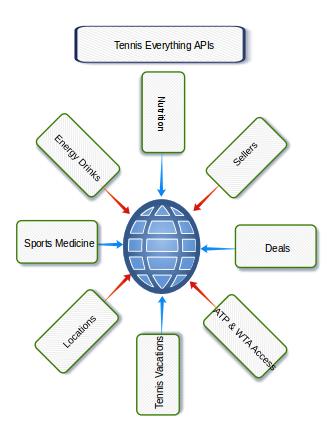 Tennis Everything APIs
Nutrition
Energy Drinks
Sellers
Sports Medicine
Deals
Locations
ATP & WTA Access
Tennis Vacations